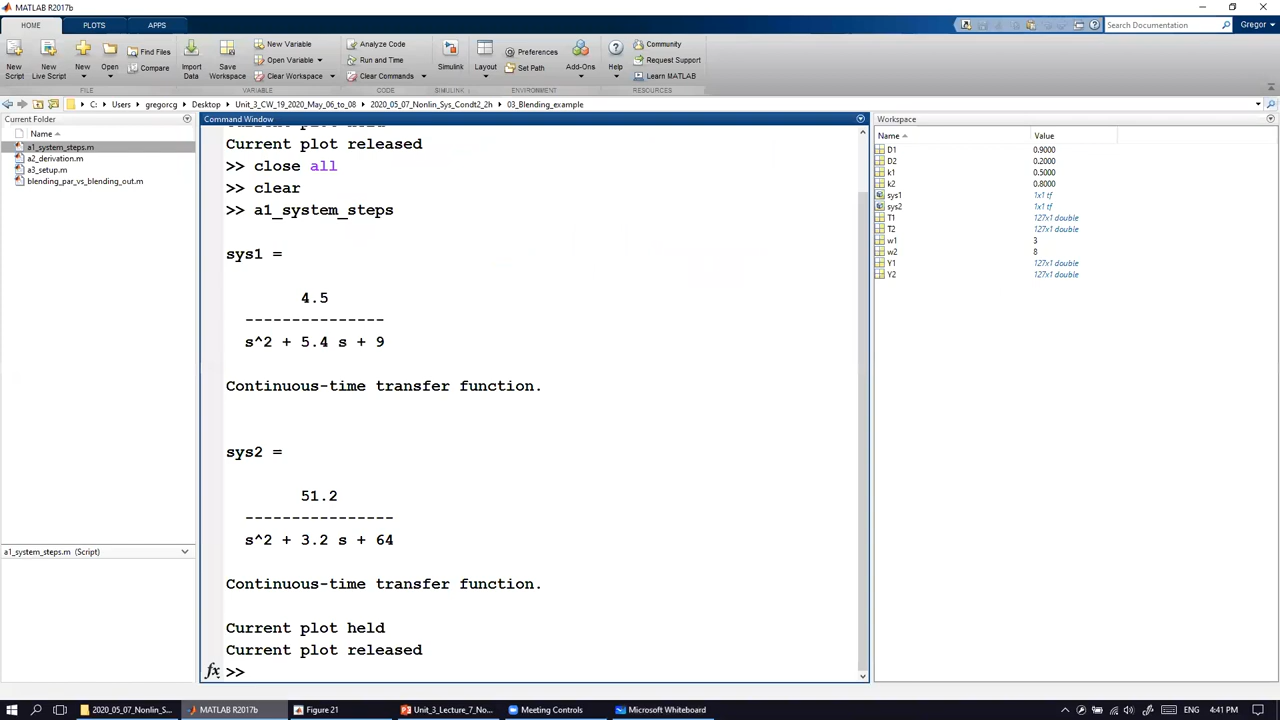 MATLAB R2017b
HOME
PLOTS
APPS
Search Documentation
Gregor
New Script
New Live Script
New
Open
Find Files
Compare
Import Data
Save Workspace
New Variable
Open Variable
Clear Workspace
Analyze Code
Run and Time
Clear Commands
Simulink
Layout
Preferences
Set Path
Add-Ons
Help
Community
Request Support
Learn MATLAB
FILE
VARIABLE
CODE
SIMULINK
ENVIRONMENT
RESOURCES
C: Users gregorcg Desktop Unit_3_CW_19_2020_May_06_to_08 2020_05_07_Nonlin_Sys_Condt2_2h 03_Blending_example
Current Folder
Name
a1_system_steps.m
a2_derivation.m
a3_setup.m
blending_par_vs_blending_out.m
a1_system_steps.m (Script)
Command Window
Current plot released
>> close all
>> clear
>> a1_system_steps
sys1 =
4.5
---------------
s^2 + 5.4 s + 9
Continuous-time transfer function.
sys2 =
51.2
----------------
s^2 + 3.2 s + 64
Continuous-time transfer function.
Current plot held
Current plot released
fx >>
Workspace
Name Value
D1 0.9000
D2 0.2000
k1 0.5000
k2 0.8000
sys1 1x1 tf
sys2 1x1 tf
T1 127x1 double
T2 127x1 double
w1 3
w2 8
Y1 127x1 double
Y2 127x1 double
2020_05_07_Nonlin_S...
MATLAB R2017b
Figure 21
Unit_3_Lecture_7_No...
Meeting Controls
Microsoft Whiteboard
ENG
4:41 PM